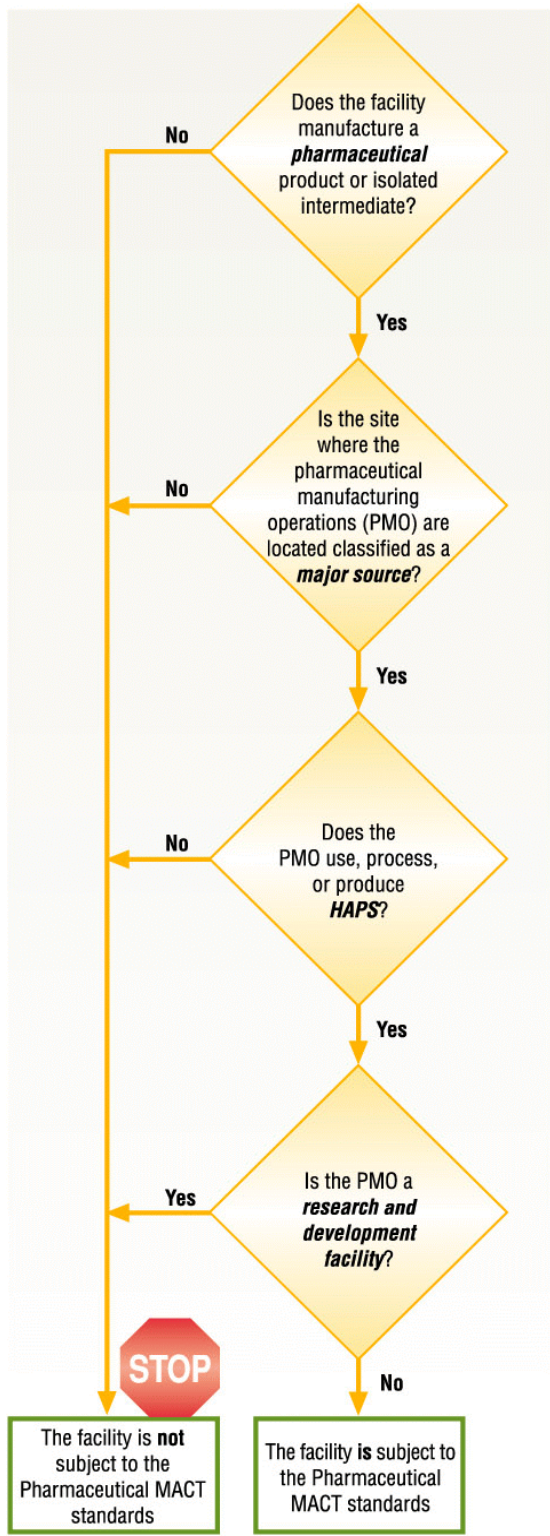 Does the facility
manufacture a
pharmaceutical
product or isolated
intermediate?
No
Yes
Is the site
where the
pharmaceutical
manufacturing
operations (PMO) are
located classified as a
major source?
No
Yes
Does the
PMO use, process,
or produce
HAPS?
No
Yes
Is the PMO a
research and
development
facility?
Yes
No
STOP
The facility is not
subject to the
Pharmaceutical MACT
standards
The facility is subject to
the Pharmaceutical
MACT standards